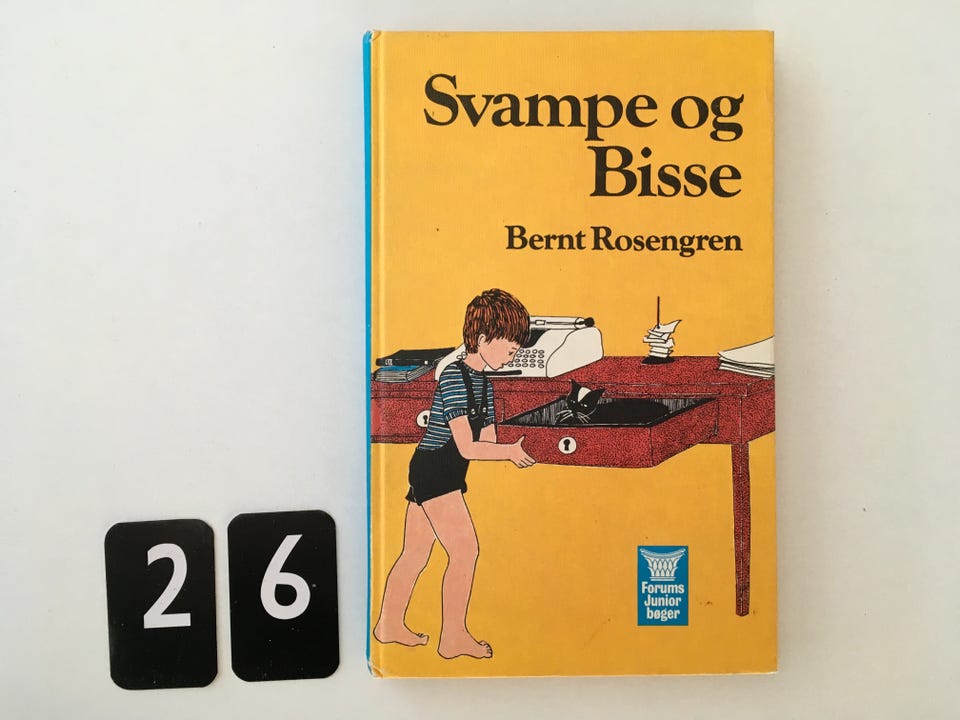 Svampe og
Bisse
Bernt Rosengren
Forums
Junior
bøger
2 6